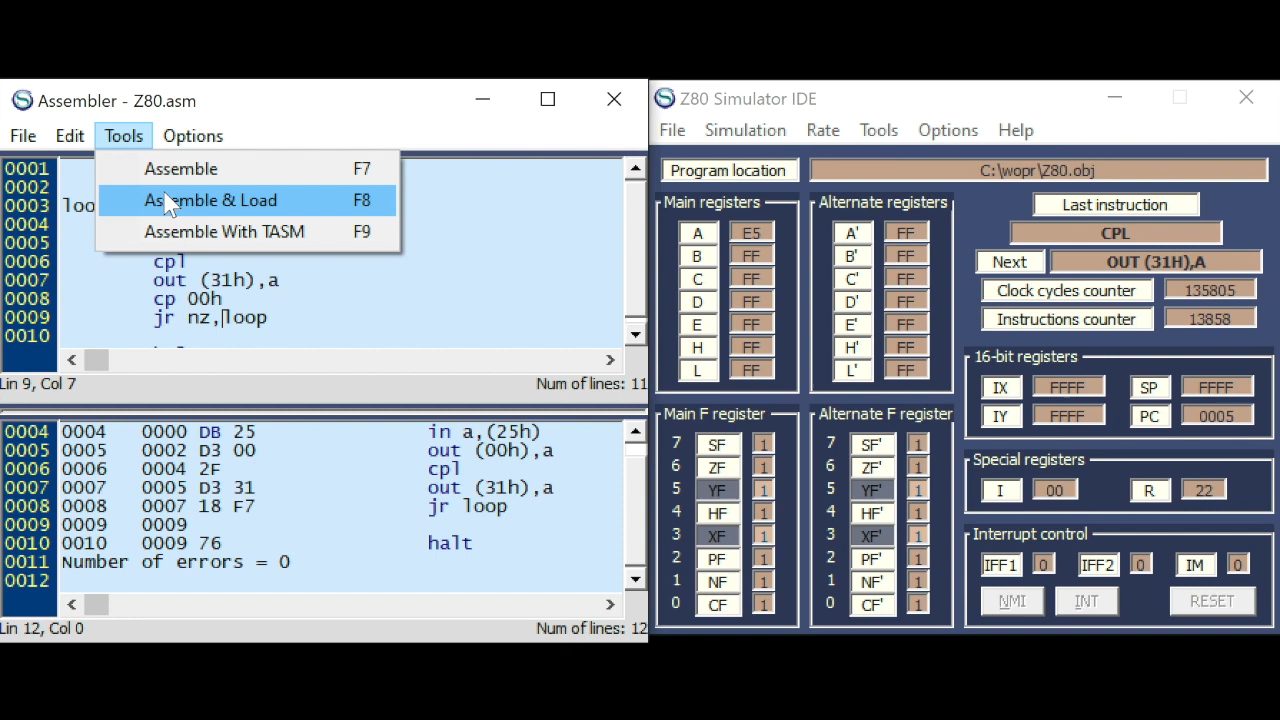 Assembler - Z80.asm
File Edit Tools Options
Assemble F7
Assemble & Load F8
Assemble With TASM F9
0001
0002
0003 loo
0004
0005
0006 cpl
0007 out (31h),a
0008 cp 00h
0009 jr nz,loop
0010
Lin 9, Col 7 Num of lines: 11
0004 0004 0000 DB 25 in a,(25h)
0005 0005 0002 D3 00 out (00h),a
0006 0006 0004 2F cpl
0007 0007 0005 D3 31 out (31h),a
0008 0008 0007 18 F7 jr loop
0009 0009 0009
0010 0010 0009 76 halt
0011 Number of errors = 0
0012
Lin 12, Col 0 Num of lines: 12
Z80 Simulator IDE
File Simulation Rate Tools Options Help
Program location C:\wopr\Z80.obj
Main registers
A E5
B FF
C FF
D FF
E FF
H FF
L FF
Alternate registers
A' FF
B' FF
C' FF
D' FF
E' FF
H' FF
L' FF
Last instruction
CPL
Next OUT (31H),A
Clock cycles counter 135805
Instructions counter 13858
16-bit registers
IX FFFF SP FFFF
IY FFFF PC 0005
Main F register
7 SF 1
6 ZF 1
5 YF 1
4 HF 1
3 XF 1
2 PF 1
1 NF 1
0 CF 1
Alternate F register
7 SF' 1
6 ZF' 1
5 YF' 1
4 HF' 1
3 XF' 1
2 PF' 1
1 NF' 1
0 CF' 1
Special registers
I 00 R 22
Interrupt control
IFF1 0 IFF2 0 IM 0
NMI INT RESET